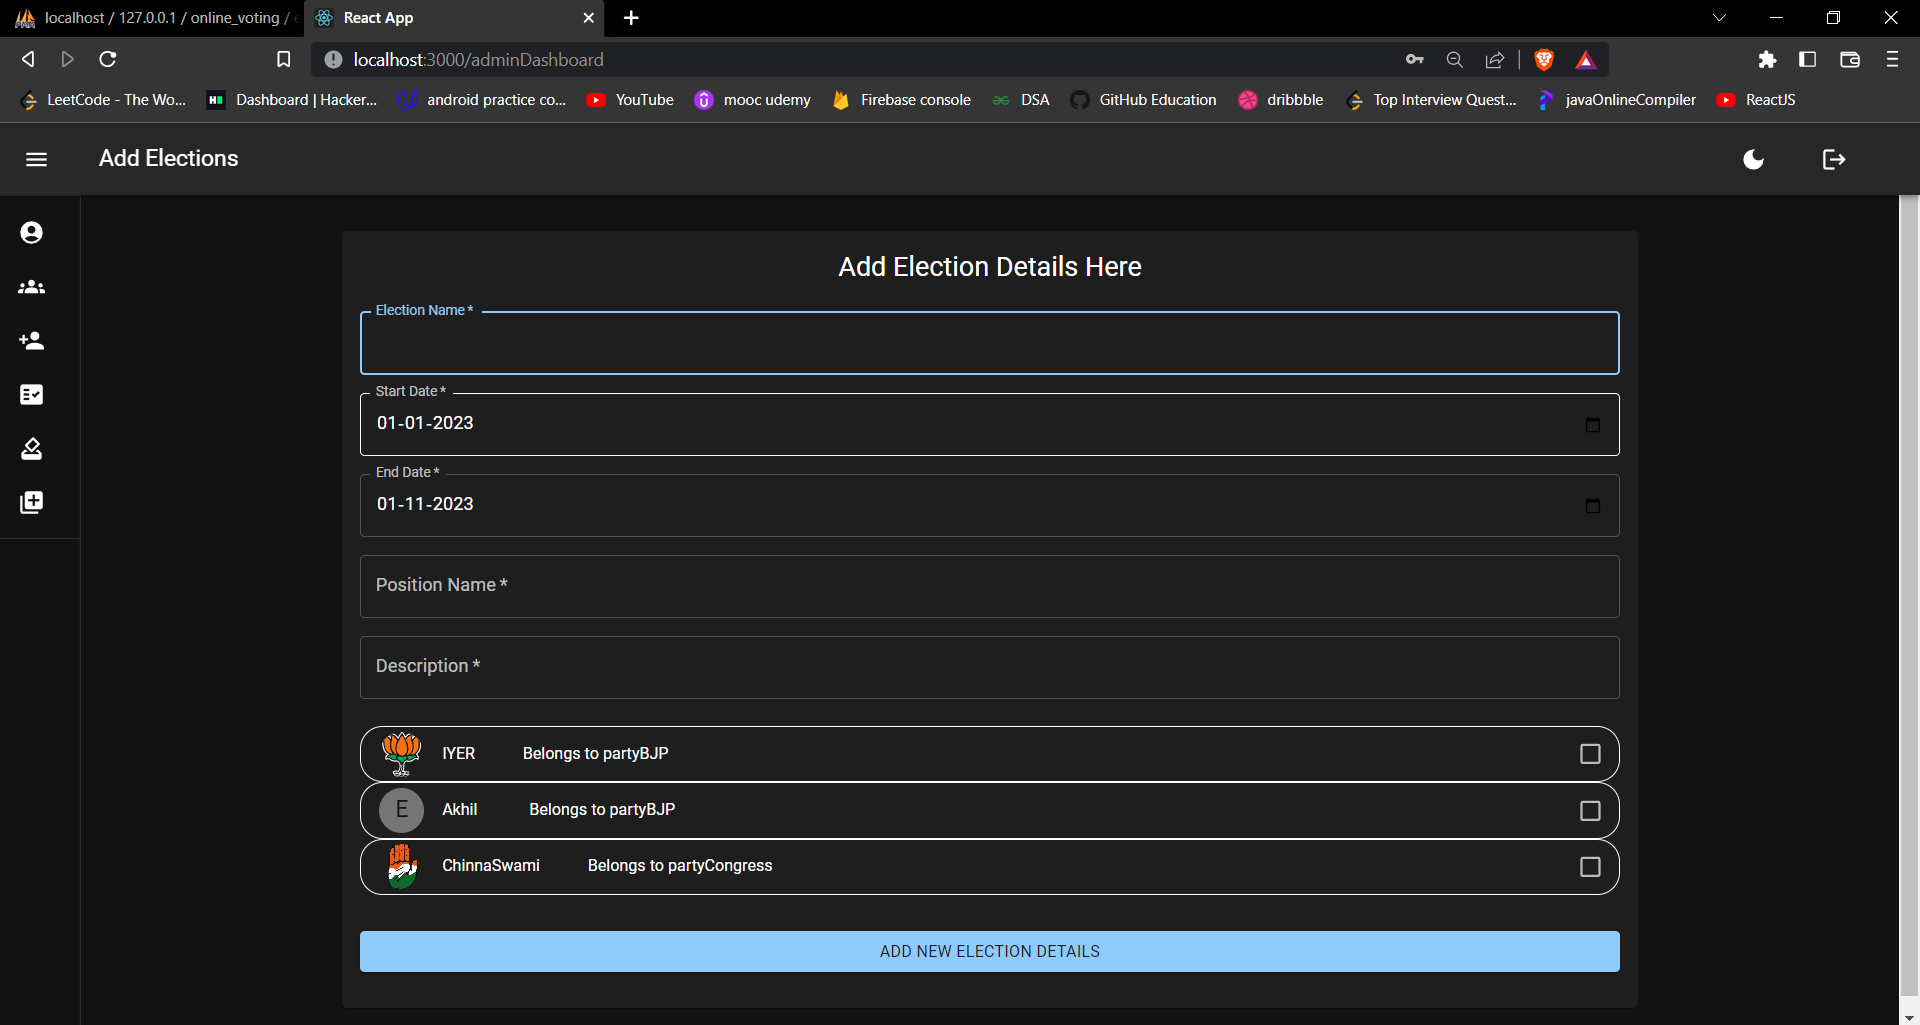 localhost / 127.0.0.1 / online_voting /
React App
localhost:3000/adminDashboard
LeetCode - The Wo...
Dashboard | Hacker...
android practice co...
YouTube
mooc udemy
Firebase console
DSA
GitHub Education
dribbble
Top Interview Quest...
javaOnlineCompiler
ReactJS
Add Elections
Add Election Details Here
Election Name *
Start Date *
01-01-2023
End Date *
01-11-2023
Position Name *
Description *
IYER Belongs to partyBJP
E Akhil Belongs to partyBJP
ChinnaSwami Belongs to partyCongress
ADD NEW ELECTION DETAILS